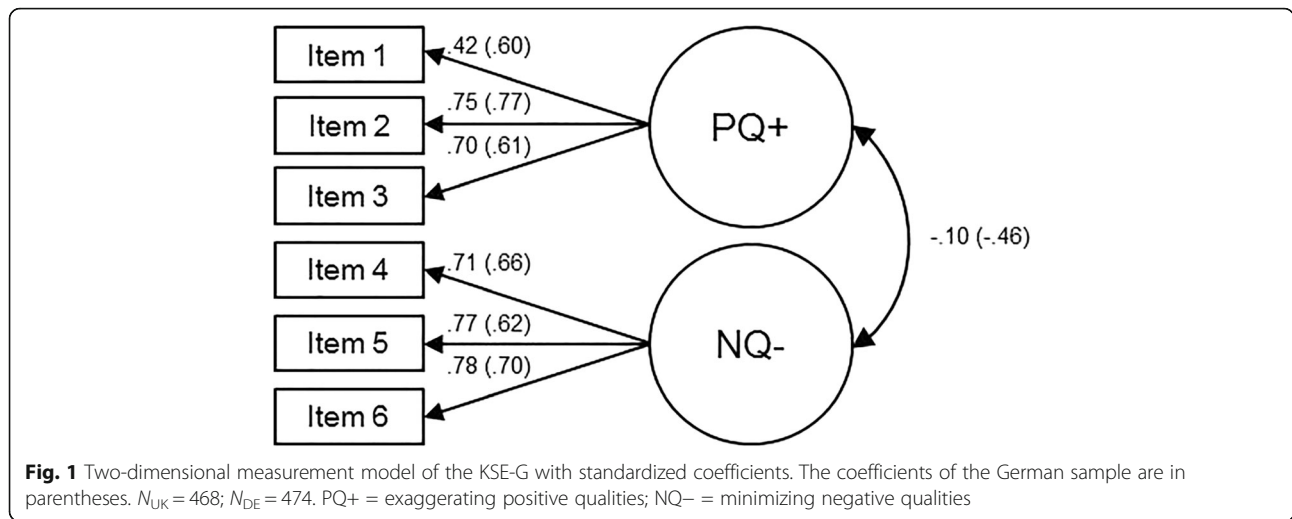 Item 1
.42 (.60)
Item 2
.75 (.77)
.70 (.61)
Item 3
PQ+
-.10 (-.46)
Item 4
.71 (.66)
Item 5
.77 (.62)
.78 (.70)
Item 6
NQ-
Fig. 1 Two-dimensional measurement model of the KSE-G with standardized coefficients. The coefficients of the German sample are in
parentheses. NUK = 468; NDE = 474. PQ+ = exaggerating positive qualities; NQ− = minimizing negative qualities